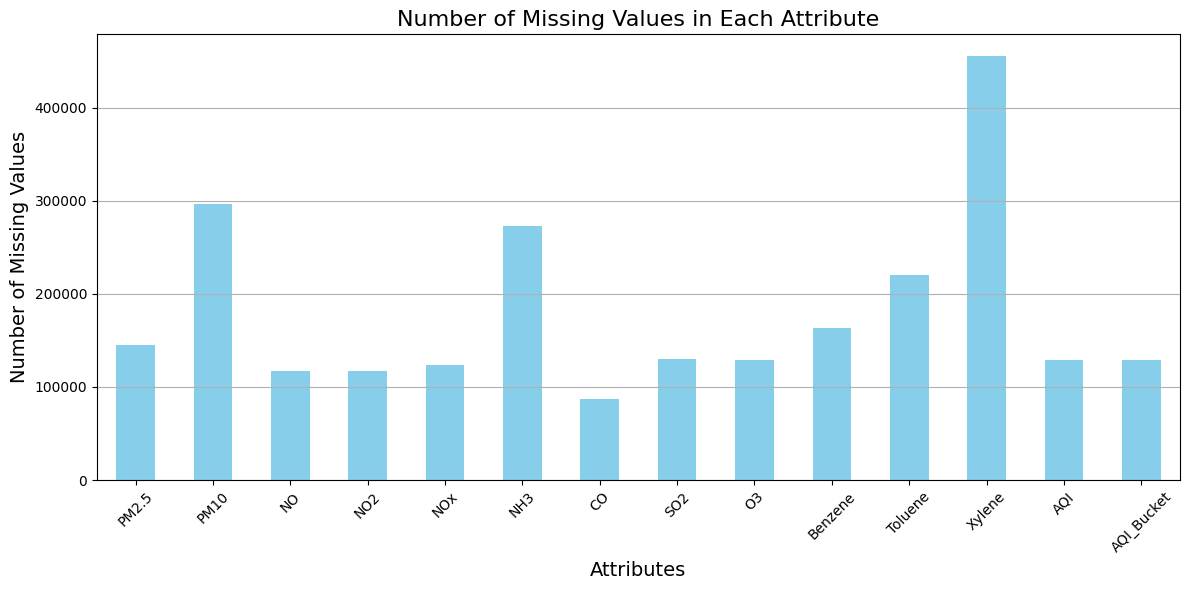 Number of Missing Values in Each Attribute
Number of Missing Values
400000
300000
200000
100000
0
PM2.5
PM10
NO
NO2
NOx
NH3
CO
SO2
O3
Benzene
Toluene
Xylene
AQI
AQI_Bucket
Attributes